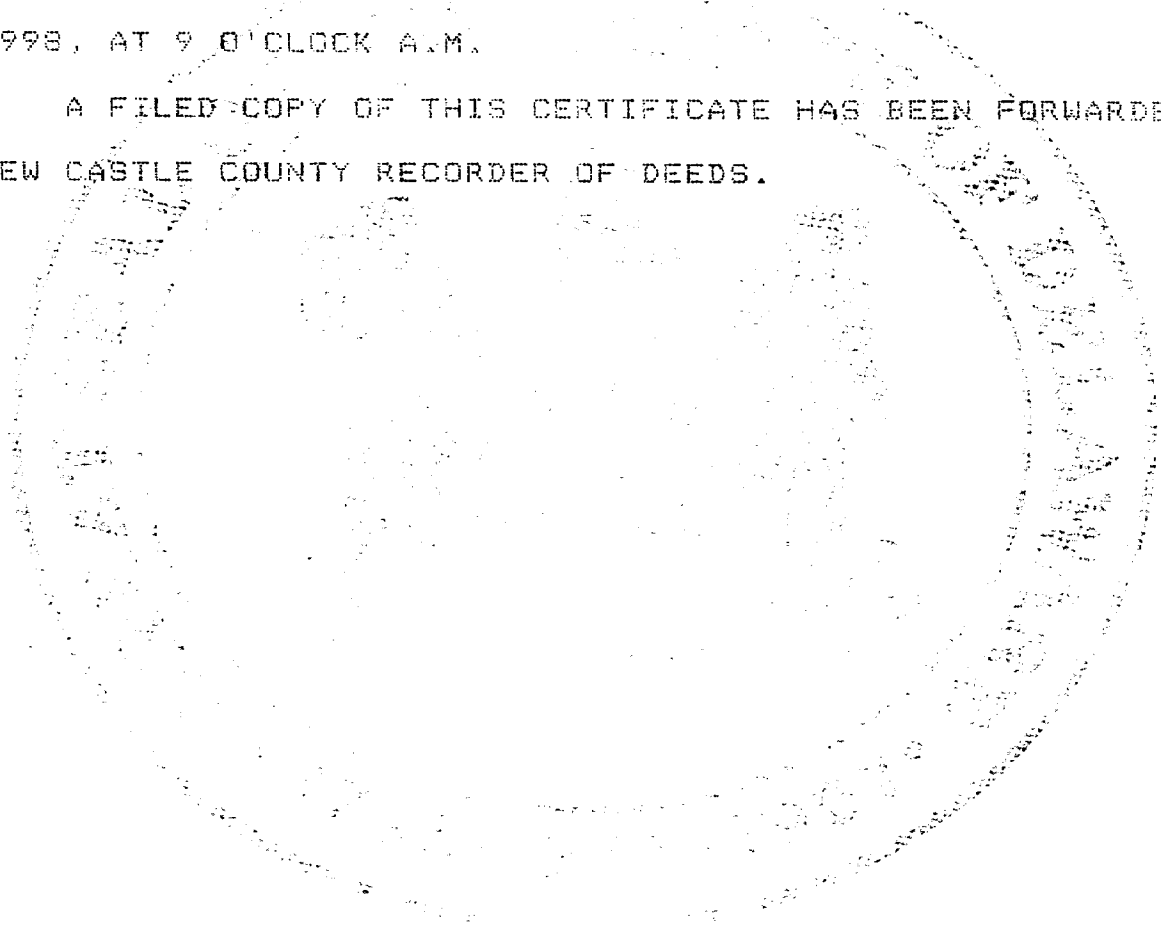 998, AT 9 O'CLOCK A.M.
A FILED COPY OF THIS CERTIFICATE HAS BEEN FORWARDE
EW CASTLE COUNTY RECORDER OF DEEDS.